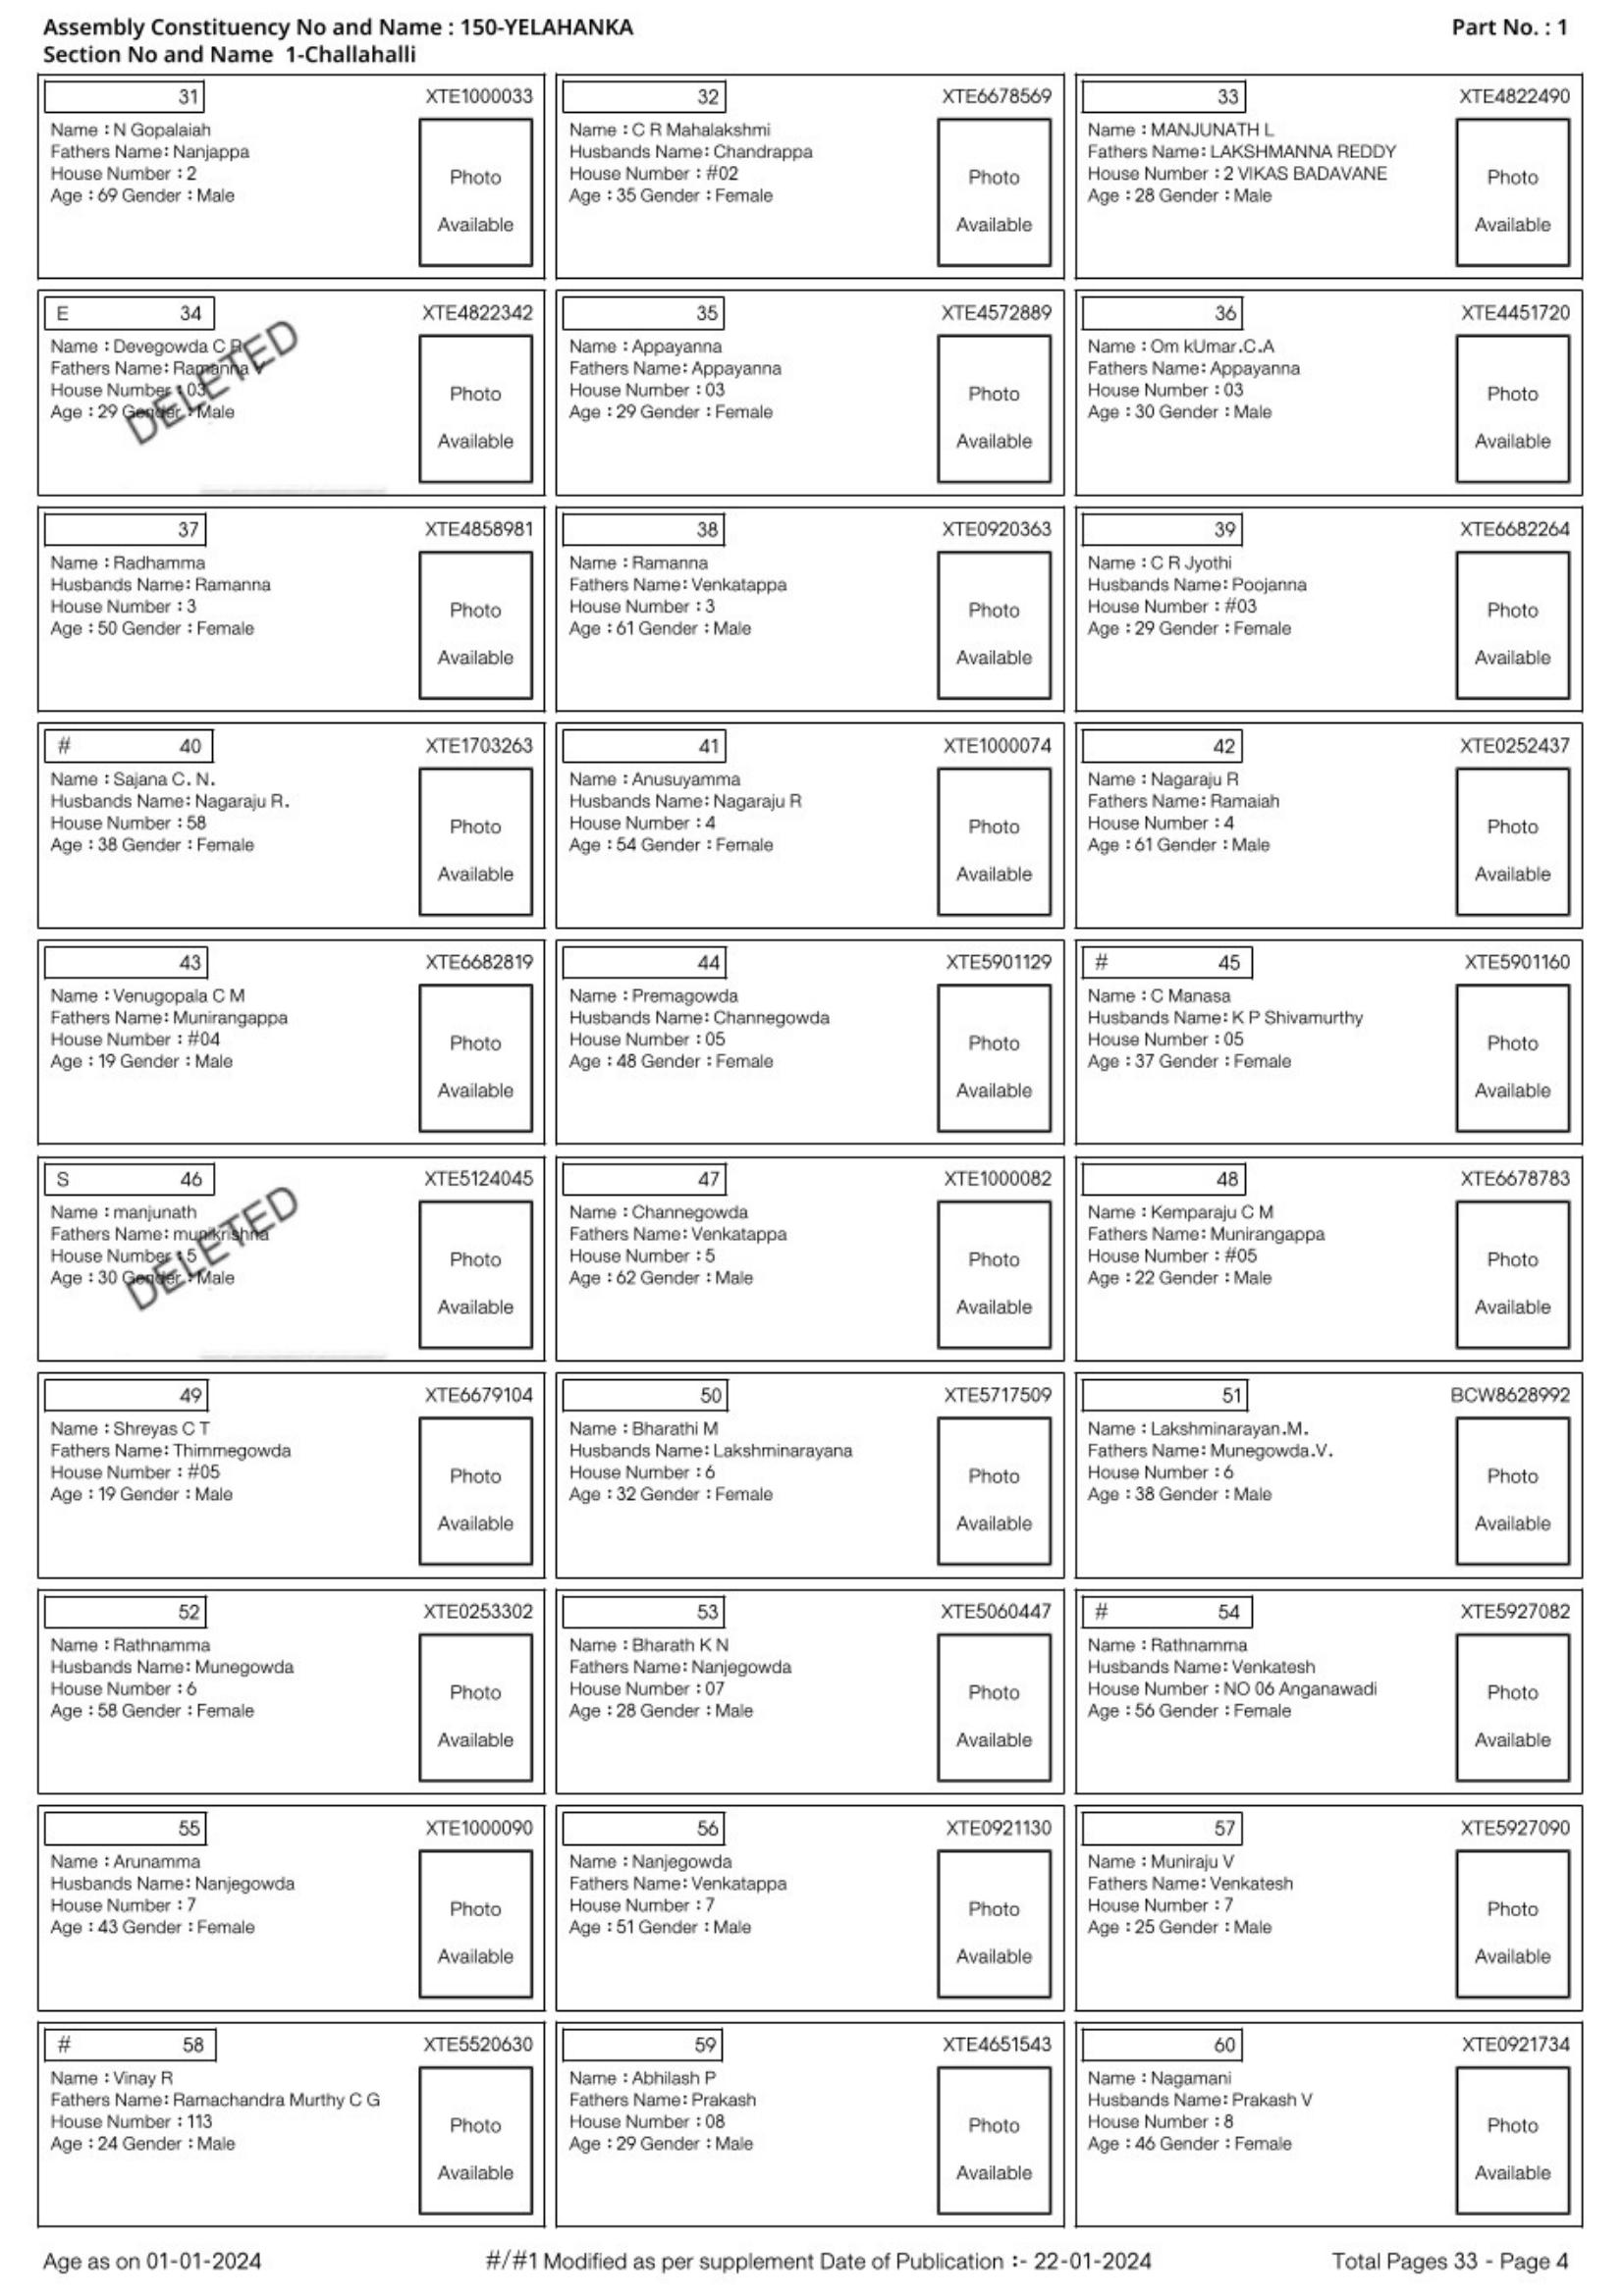 Assembly Constituency No and Name : 150-YELAHANKA
Part No. : 1
Section No and Name 1-Challahalli
31 XTE1000033
Name : N Gopalaiah
Fathers Name: Nanjappa
House Number : 2
Age : 69 Gender : Male
Photo
Available
32 XTE6678569
Name : C R Mahalakshmi
Husbands Name: Chandrappa
House Number : #02
Age : 35 Gender : Female
Photo
Available
33 XTE4822490
Name : MANJUNATH L
Fathers Name: LAKSHMANNA REDDY
House Number : 2 VIKAS BADAVANE
Age : 28 Gender : Male
Photo
Available
E 34 XTE4822342
Name : Devegowda C R
Fathers Name: Ramanna V
House Number : 03
Age : 29 Gender : Male
DELETED
Photo
Available
35 XTE4572889
Name : Appayanna
Fathers Name: Appayanna
House Number : 03
Age : 29 Gender : Female
Photo
Available
36 XTE4451720
Name : Om kUmar.C.A
Fathers Name: Appayanna
House Number : 03
Age : 30 Gender : Male
Photo
Available
37 XTE4858981
Name : Radhamma
Husbands Name: Ramanna
House Number : 3
Age : 50 Gender : Female
Photo
Available
38 XTE0920363
Name : Ramanna
Fathers Name: Venkatappa
House Number : 3
Age : 61 Gender : Male
Photo
Available
39 XTE6682264
Name : C R Jyothi
Husbands Name: Poojanna
House Number : #03
Age : 29 Gender : Female
Photo
Available
# 40 XTE1703263
Name : Sajana C. N.
Husbands Name: Nagaraju R.
House Number : 58
Age : 38 Gender : Female
Photo
Available
41 XTE1000074
Name : Anusuyamma
Husbands Name: Nagaraju R
House Number : 4
Age : 54 Gender : Female
Photo
Available
42 XTE0252437
Name : Nagaraju R
Fathers Name: Ramaiah
House Number : 4
Age : 61 Gender : Male
Photo
Available
43 XTE6682819
Name : Venugopala C M
Fathers Name: Munirangappa
House Number : #04
Age : 19 Gender : Male
Photo
Available
44 XTE5901129
Name : Premagowda
Husbands Name: Channegowda
House Number : 05
Age : 48 Gender : Female
Photo
Available
# 45 XTE5901160
Name : C Manasa
Husbands Name: K P Shivamurthy
House Number : 05
Age : 37 Gender : Female
Photo
Available
S 46 XTE5124045
Name : manjunath
Fathers Name: munikrishna
House Number : 5
Age : 30 Gender : Male
DELETED
Photo
Available
47 XTE1000082
Name : Channegowda
Fathers Name: Venkatappa
House Number : 5
Age : 62 Gender : Male
Photo
Available
48 XTE6678783
Name : Kemparaju C M
Fathers Name: Munirangappa
House Number : #05
Age : 22 Gender : Male
Photo
Available
49 XTE6679104
Name : Shreyas C T
Fathers Name: Thimmegowda
House Number : #05
Age : 19 Gender : Male
Photo
Available
50 XTE5717509
Name : Bharathi M
Husbands Name: Lakshminarayana
House Number : 6
Age : 32 Gender : Female
Photo
Available
51 BCW8628992
Name : Lakshminarayan.M.
Fathers Name: Munegowda.V.
House Number : 6
Age : 38 Gender : Male
Photo
Available
52 XTE0253302
Name : Rathnamma
Husbands Name: Munegowda
House Number : 6
Age : 58 Gender : Female
Photo
Available
53 XTE5060447
Name : Bharath K N
Fathers Name: Nanjegowda
House Number : 07
Age : 28 Gender : Male
Photo
Available
# 54 XTE5927082
Name : Rathnamma
Husbands Name: Venkatesh
House Number : NO 06 Anganawadi
Age : 56 Gender : Female
Photo
Available
55 XTE1000090
Name : Arunamma
Husbands Name: Nanjegowda
House Number : 7
Age : 43 Gender : Female
Photo
Available
56 XTE0921130
Name : Nanjegowda
Fathers Name: Venkatappa
House Number : 7
Age : 51 Gender : Male
Photo
Available
57 XTE5927090
Name : Muniraju V
Fathers Name: Venkatesh
House Number : 7
Age : 25 Gender : Male
Photo
Available
# 58 XTE5520630
Name : Vinay R
Fathers Name: Ramachandra Murthy C G
House Number : 113
Age : 24 Gender : Male
Photo
Available
59 XTE4651543
Name : Abhilash P
Fathers Name: Prakash
House Number : 08
Age : 29 Gender : Male
Photo
Available
60 XTE0921734
Name : Nagamani
Husbands Name: Prakash V
House Number : 8
Age : 46 Gender : Female
Photo
Available
Age as on 01-01-2024
#/#1 Modified as per supplement Date of Publication :- 22-01-2024
Total Pages 33 - Page 4